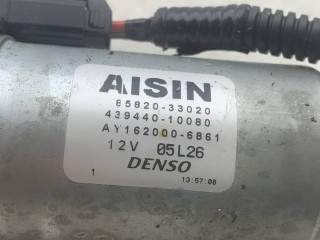 AISIN
85820-33020
439440-10080
AY162000-6861
12V 05L26
DENSO
13:57:08
1